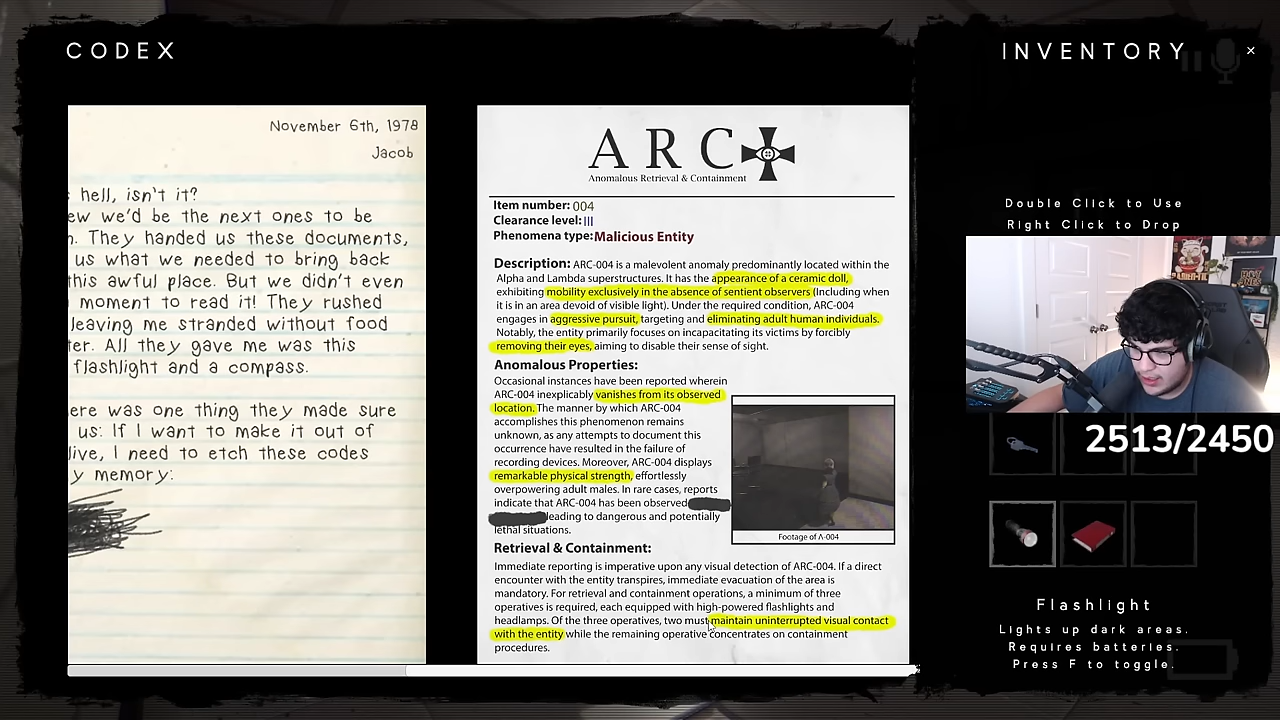 CODEX
INVENTORY
×
November 6th, 1978
Jacob
hell, isn't it?
we'd be the next ones to be
They handed us these documents,
us what we needed to bring back
this awful place. But we didn't even
moment to read it! They rushed
leaving me stranded without food
All they gave me was this
flashlight and a compass.
ere was one thing they made sure
us: If I want to make it out of
I need to etch these codes
y memory:
ARC
Anomalous Retrieval & Containment
Item number: 004
Clearance level: III
Phenomena type: Malicious Entity
Description: ARC-004 is a malevolent anomaly predominantly located within the
Alpha and Lambda superstructures. It has the appearance of a ceramic doll,
exhibiting mobility exclusively in the absence of sentient observers (Including when
it is in an area devoid of visible light). Under the required condition, ARC-004
engages in aggressive pursuit, targeting and eliminating adult human individuals.
Notably, the entity primarily focuses on incapacitating its victims by forcibly
removing their eyes, aiming to disable their sense of sight.
Anomalous Properties:
Occasional instances have been reported wherein
ARC-004 inexplicably vanishes from its observed
location. The manner by which ARC-004
accomplishes this phenomenon remains
unknown, as any attempts to document this
occurrence have resulted in the failure of
recording devices. Moreover, ARC-004 displays
remarkable physical strength, effortlessly
overpowering adult males. In rare cases, reports
indicate that ARC-004 has been observed
leading to dangerous and potentially
lethal situations.
Footage of A-004
Retrieval & Containment:
Immediate reporting is imperative upon any visual detection of ARC-004. If a direct
encounter with the entity transpires, immediate evacuation of the area is
mandatory. For retrieval and containment operations, a minimum of three
operatives is required, each equipped with high-powered flashlights and
headlamps. Of the three operatives, two must maintain uninterrupted visual contact
with the entity while the remaining operative concentrates on containment
procedures.
Double Click to Use
Right Click to Drop
2513/2450
Flashlight
Lights up dark areas.
Requires batteries.
Press F to toggle.